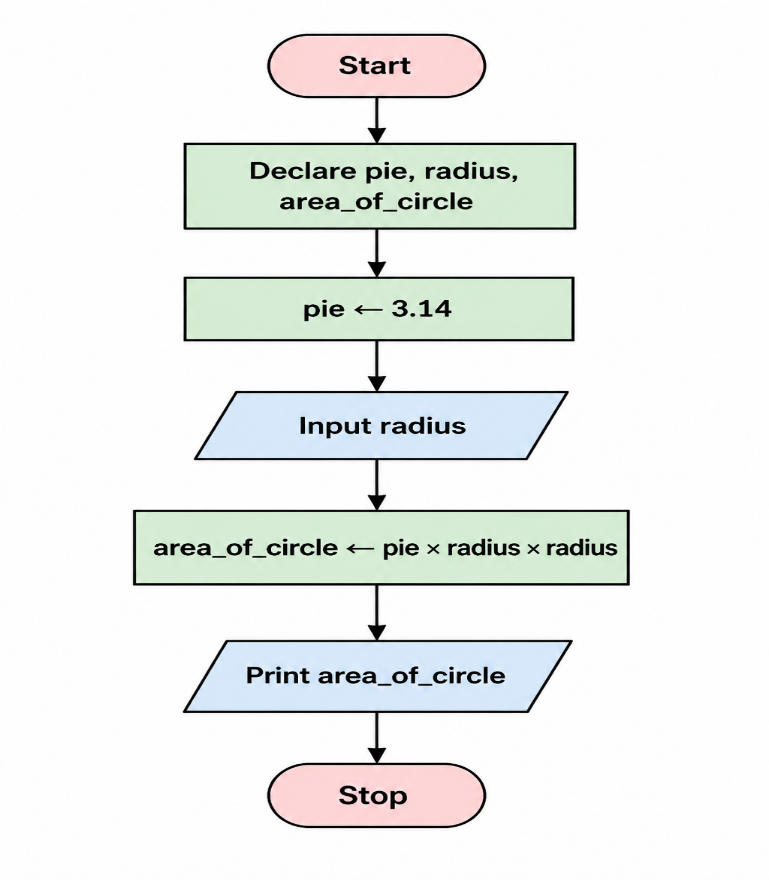 Start
Declare pie, radius,
area_of_circle
pie ← 3.14
Input radius
area_of_circle ← pie × radius × radius
Print area_of_circle
Stop